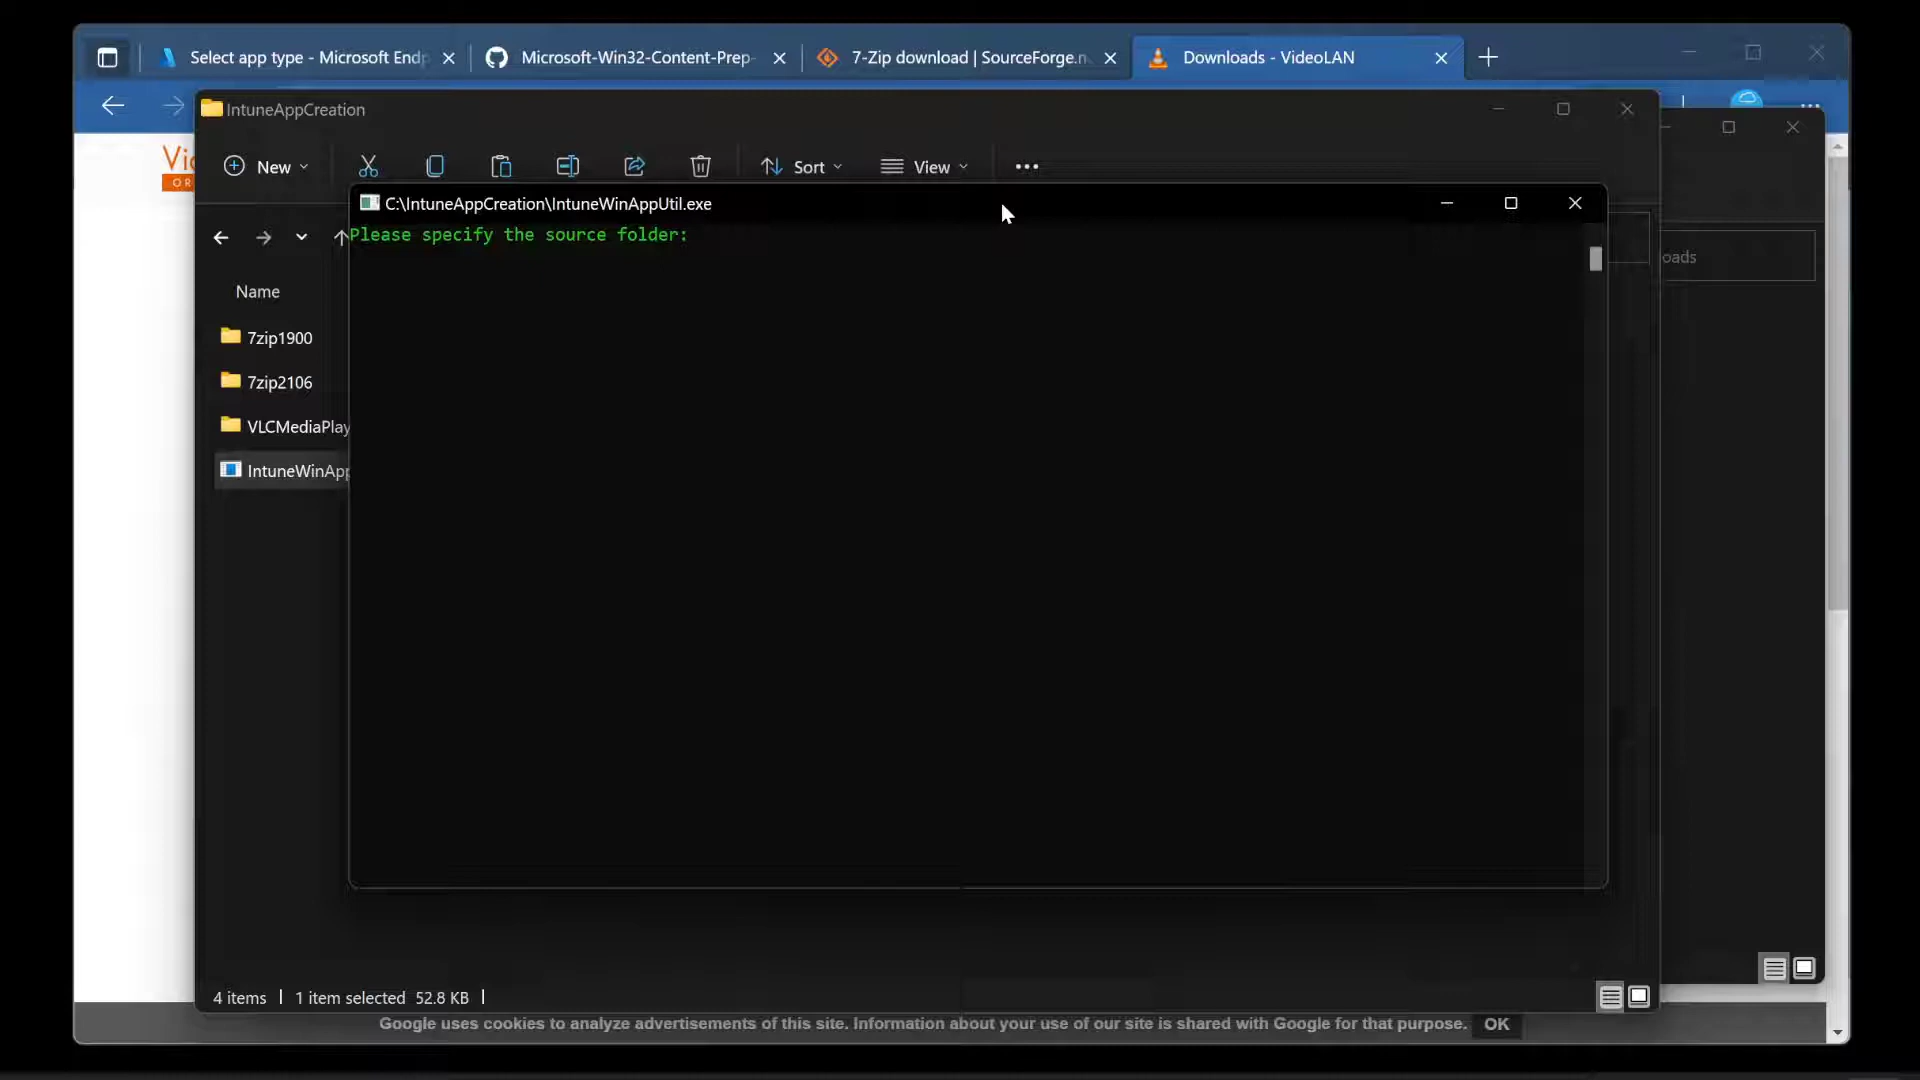 Select app type - Microsoft Endp
Microsoft-Win32-Content-Prep-
7-Zip download | SourceForge.n
Downloads - VideoLAN
IntuneAppCreation
New
Sort
View
C:\IntuneAppCreation\IntuneWinAppUtil.exe
Please specify the source folder:
oads
Name
7zip1900
7zip2106
VLCMediaPlay
IntuneWinApp
4 items
1 item selected 52.8 KB
Google uses cookies to analyze advertisements of this site. Information about your use of our site is shared with Google for that purpose.
OK